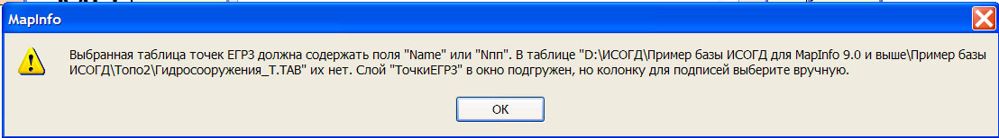 MapInfo
Выбранная таблица точек ЕГРЗ должна содержать поля "Name" или "Nпп". В таблице "D:\ИСОГД\Пример базы ИСОГД для MapInfo 9.0 и выше\Пример базы
ИСОГД\Топо2\Гидросооружения_Т.TAB" их нет. Слой "ТочкиЕГРЗ" в окно подгружен, но колонку для подписей выберите вручную.
OK